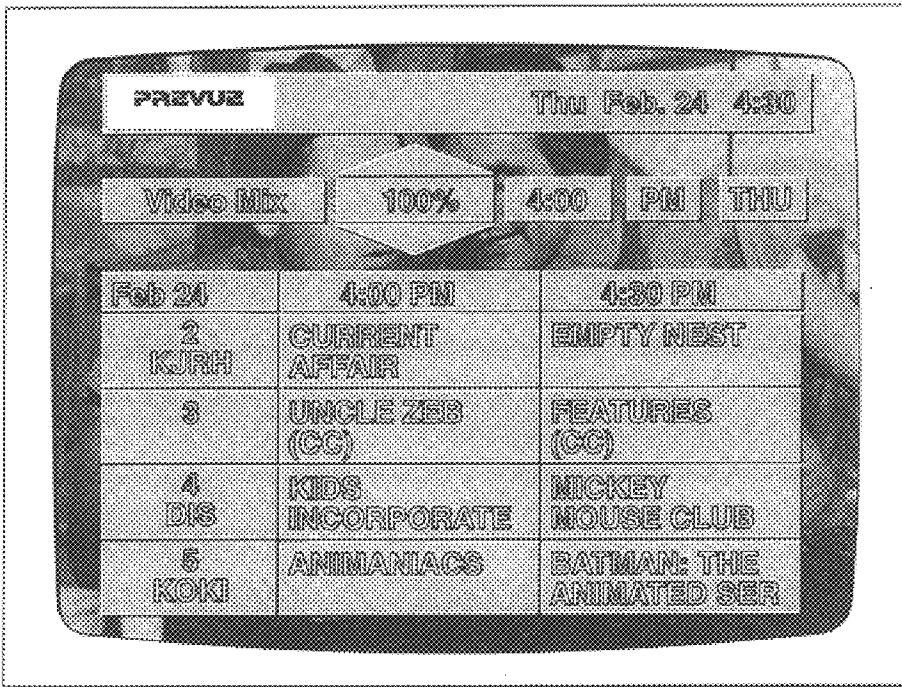 PREVUE
Thu Feb. 24 4:30
Video Mix 100% 4:00 PM THU
Feb 24 4:00 PM 4:30 PM
2 KJRH CURRENT AFFAIR EMPTY NEST
3 UNCLE ZEB (CC) FEATURES (CC)
4 DIS KIDS INCORPORATE MICKEY MOUSE CLUB
5 KOKI ANIMANIACS BATMAN: THE ANIMATED SER